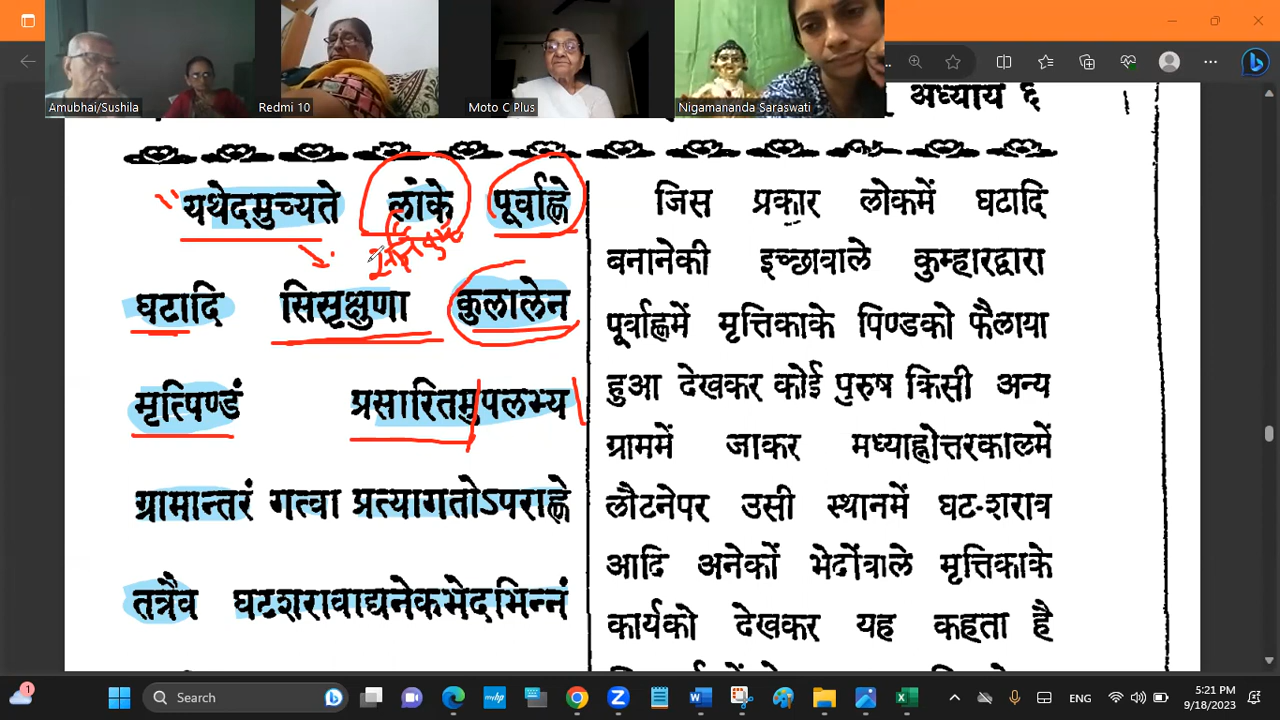 Amubhai/Sushila
Redmi 10
Moto C Plus
Nigamananda Saraswati
अध्याय ६
यथेदमुच्यते लोके पूर्वाह्णे
घटादि सिसृक्षुणा कुलालेन
मृत्पिण्डं प्रसारितमुपलभ्य
ग्रामान्तरं गत्वा प्रत्यागतोऽपराह्णे
तत्रैव घटशरावाद्यनेकभेदभिन्नं
जिस प्रकार लोकमें घटादि
बनानेकी इच्छावाले कुम्हारद्वारा
पूर्वाह्णमें मृत्तिकाके पिण्डको फैलाया
हुआ देखकर कोई पुरुष किसी अन्य
ग्राममें जाकर मध्याह्नोत्तरकालमें
लौटनेपर उसी स्थानमें घट-शराव
आदि अनेकों भेदोंवाले मृत्तिकाके
कार्यको देखकर यह कहता है
1
Search
ENG
5:21 PM
9/18/2023